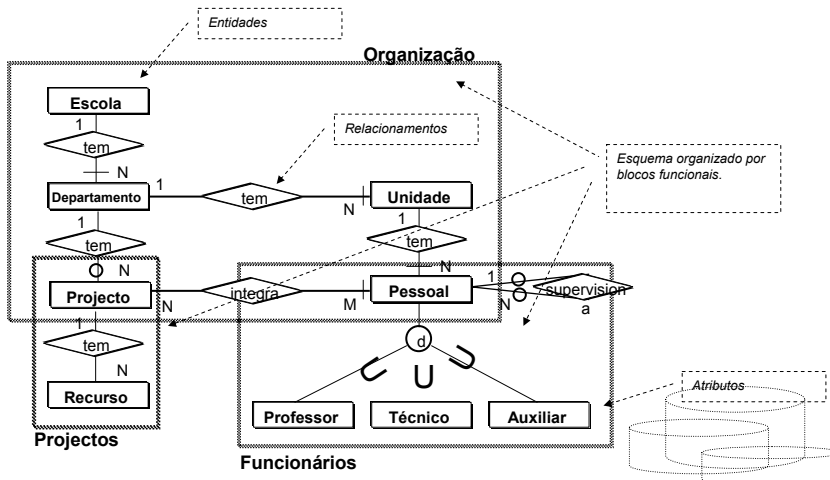 Entidades
Organização
Escola
1
tem
N
Relacionamentos
Esquema organizado por
blocos funcionais.
Departamento
1
tem
N
Unidade
1
tem
N
1
tem
N
Projecto
N
integra
M
Pessoal
1
N
supervision
a
1
tem
N
Recurso
Projectos
d
U
U
U
Professor
Técnico
Auxiliar
Atributos
Funcionários